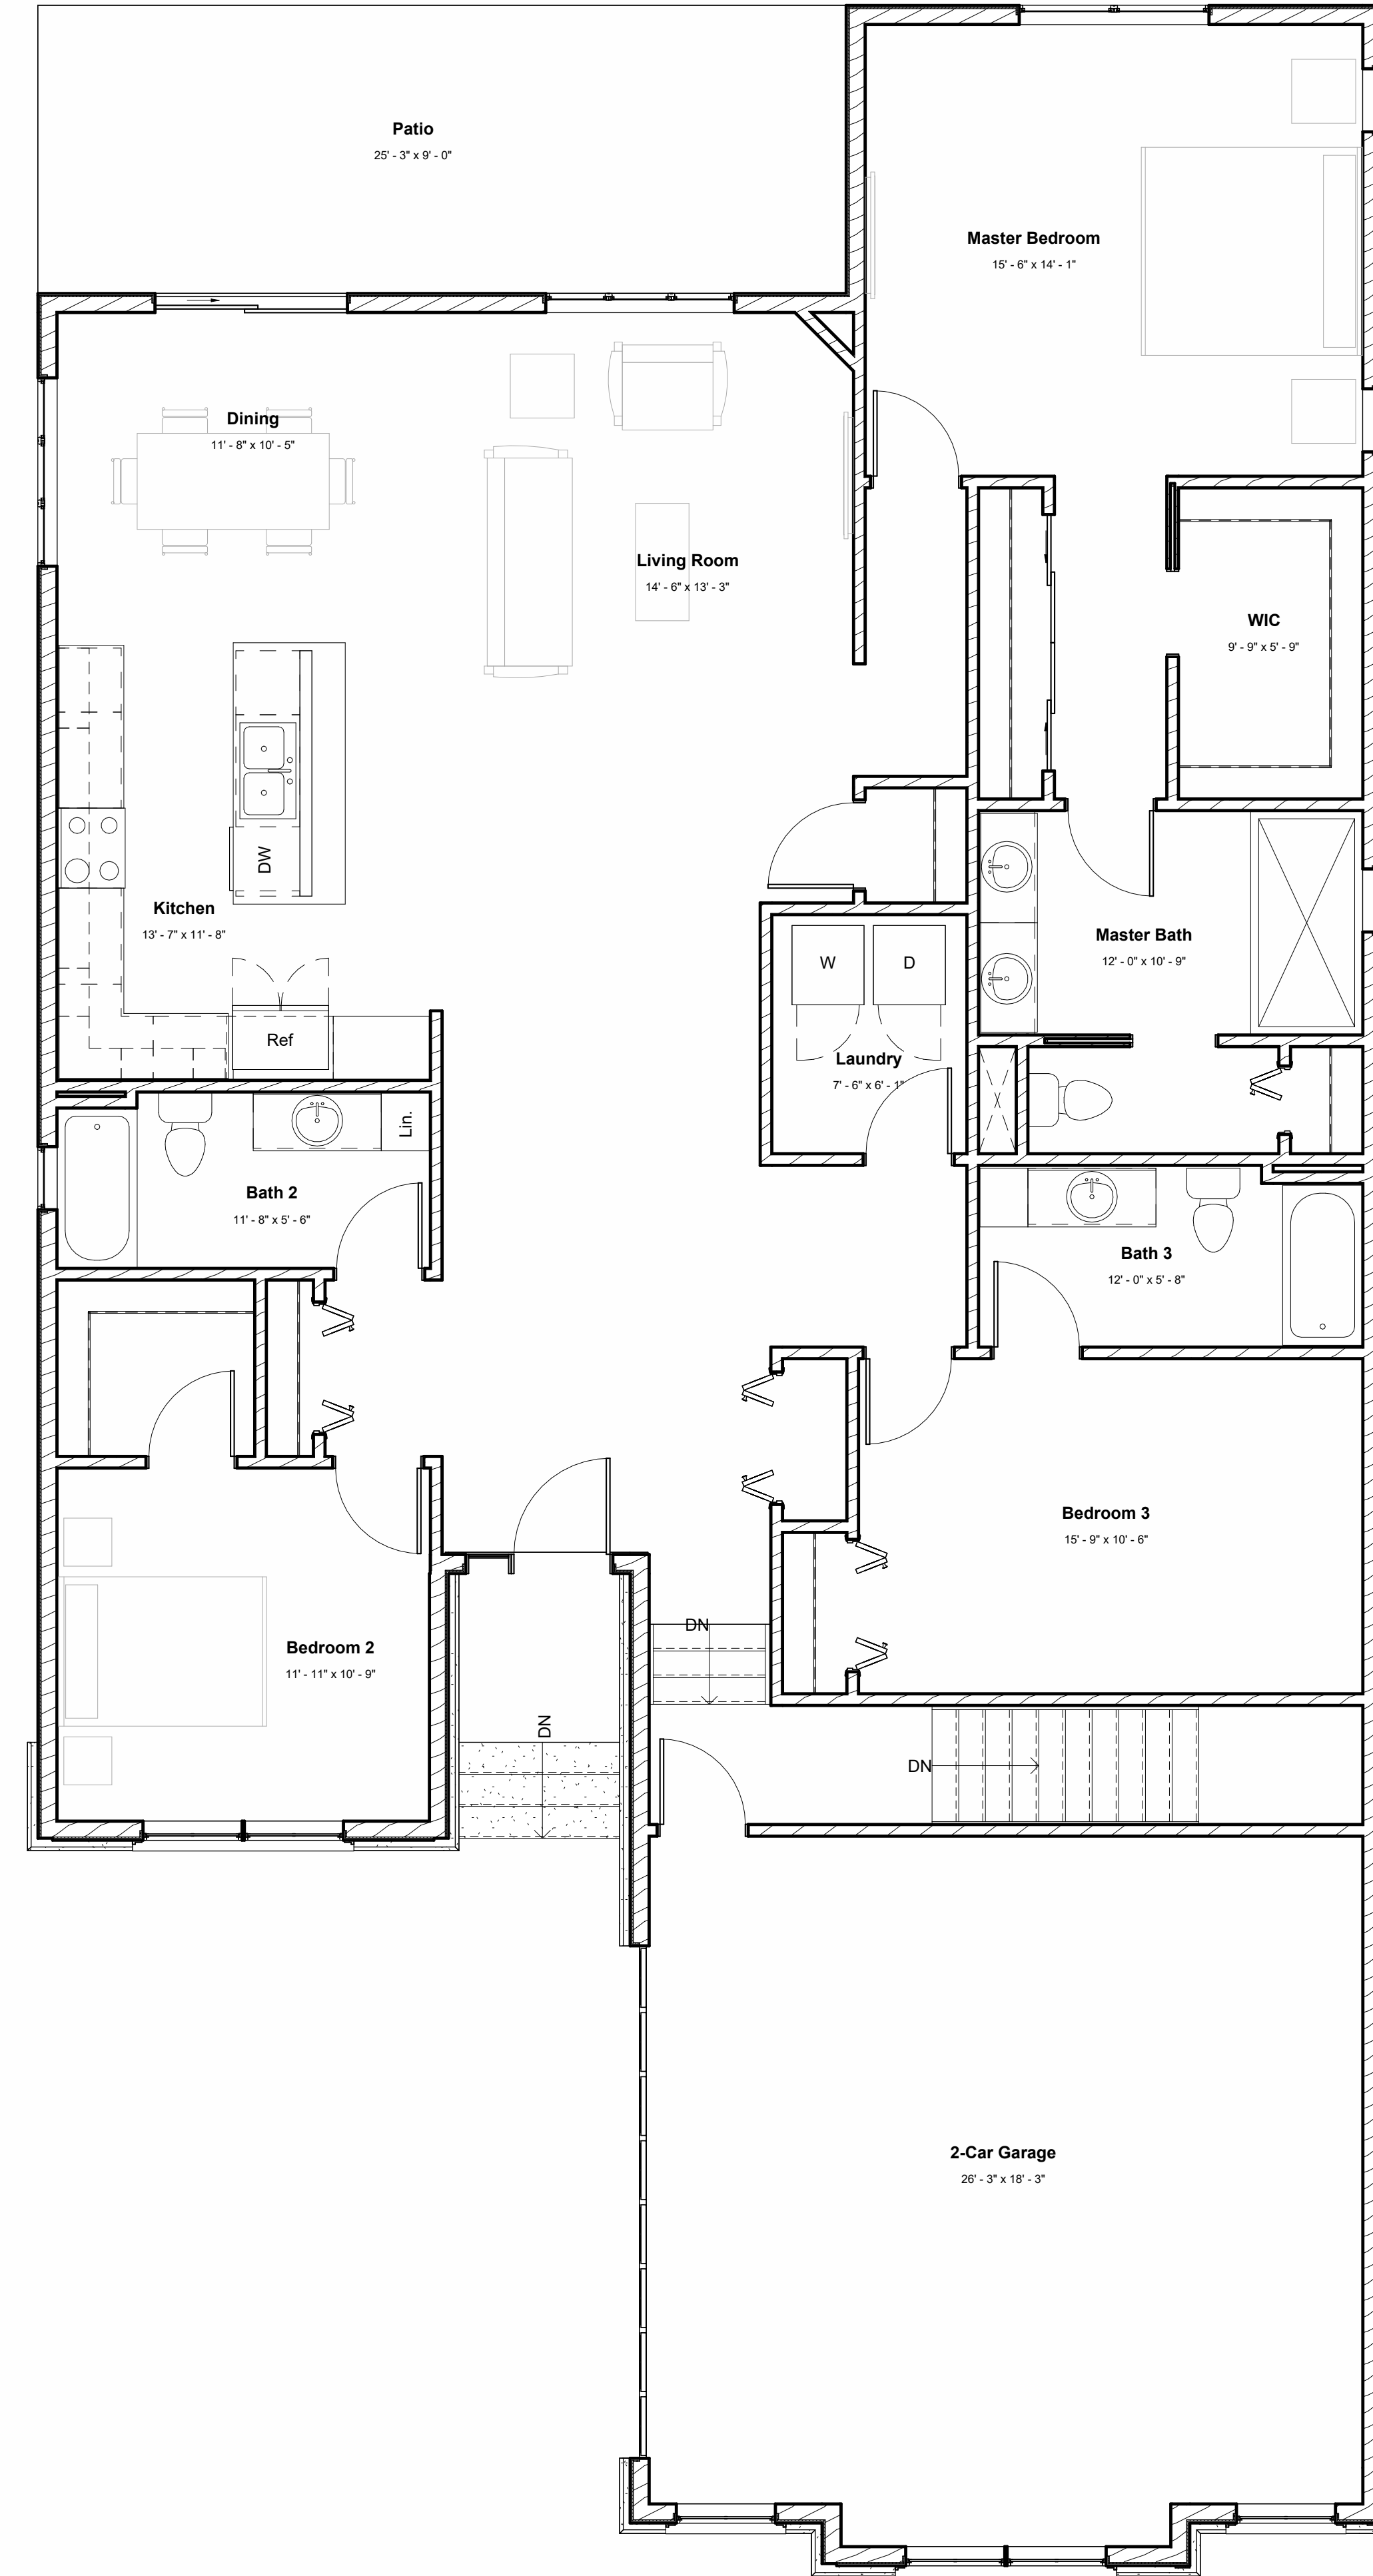 Patio
25' - 3" x 9' - 0"
Master Bedroom
15' - 6" x 14' - 1"
Dining
11' - 8" x 10' - 5"
Living Room
14' - 6" x 13' - 3"
WIC
9' - 9" x 5' - 9"
DW
Kitchen
13' - 7" x 11' - 8"
Master Bath
12' - 0" x 10' - 9"
W
D
Ref
Laundry
7' - 6" x 6' - 1"
Lin.
Bath 2
11' - 8" x 5' - 6"
Bath 3
12' - 0" x 5' - 8"
Bedroom 3
15' - 9" x 10' - 6"
DN
Bedroom 2
11' - 11" x 10' - 9"
DN
DN
2-Car Garage
26' - 3" x 18' - 3"